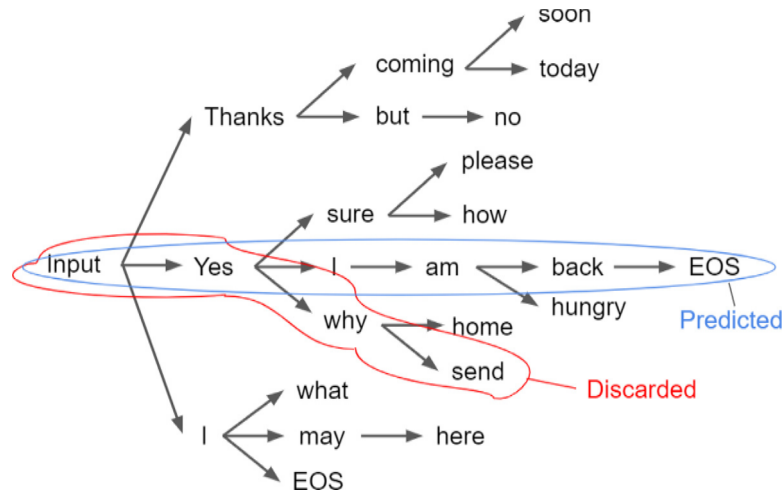 soon
coming
today
Thanks
but
no
please
sure
how
Input
Yes
I
am
back
EOS
hungry
Predicted
why
home
send
Discarded
what
I
may
here
EOS